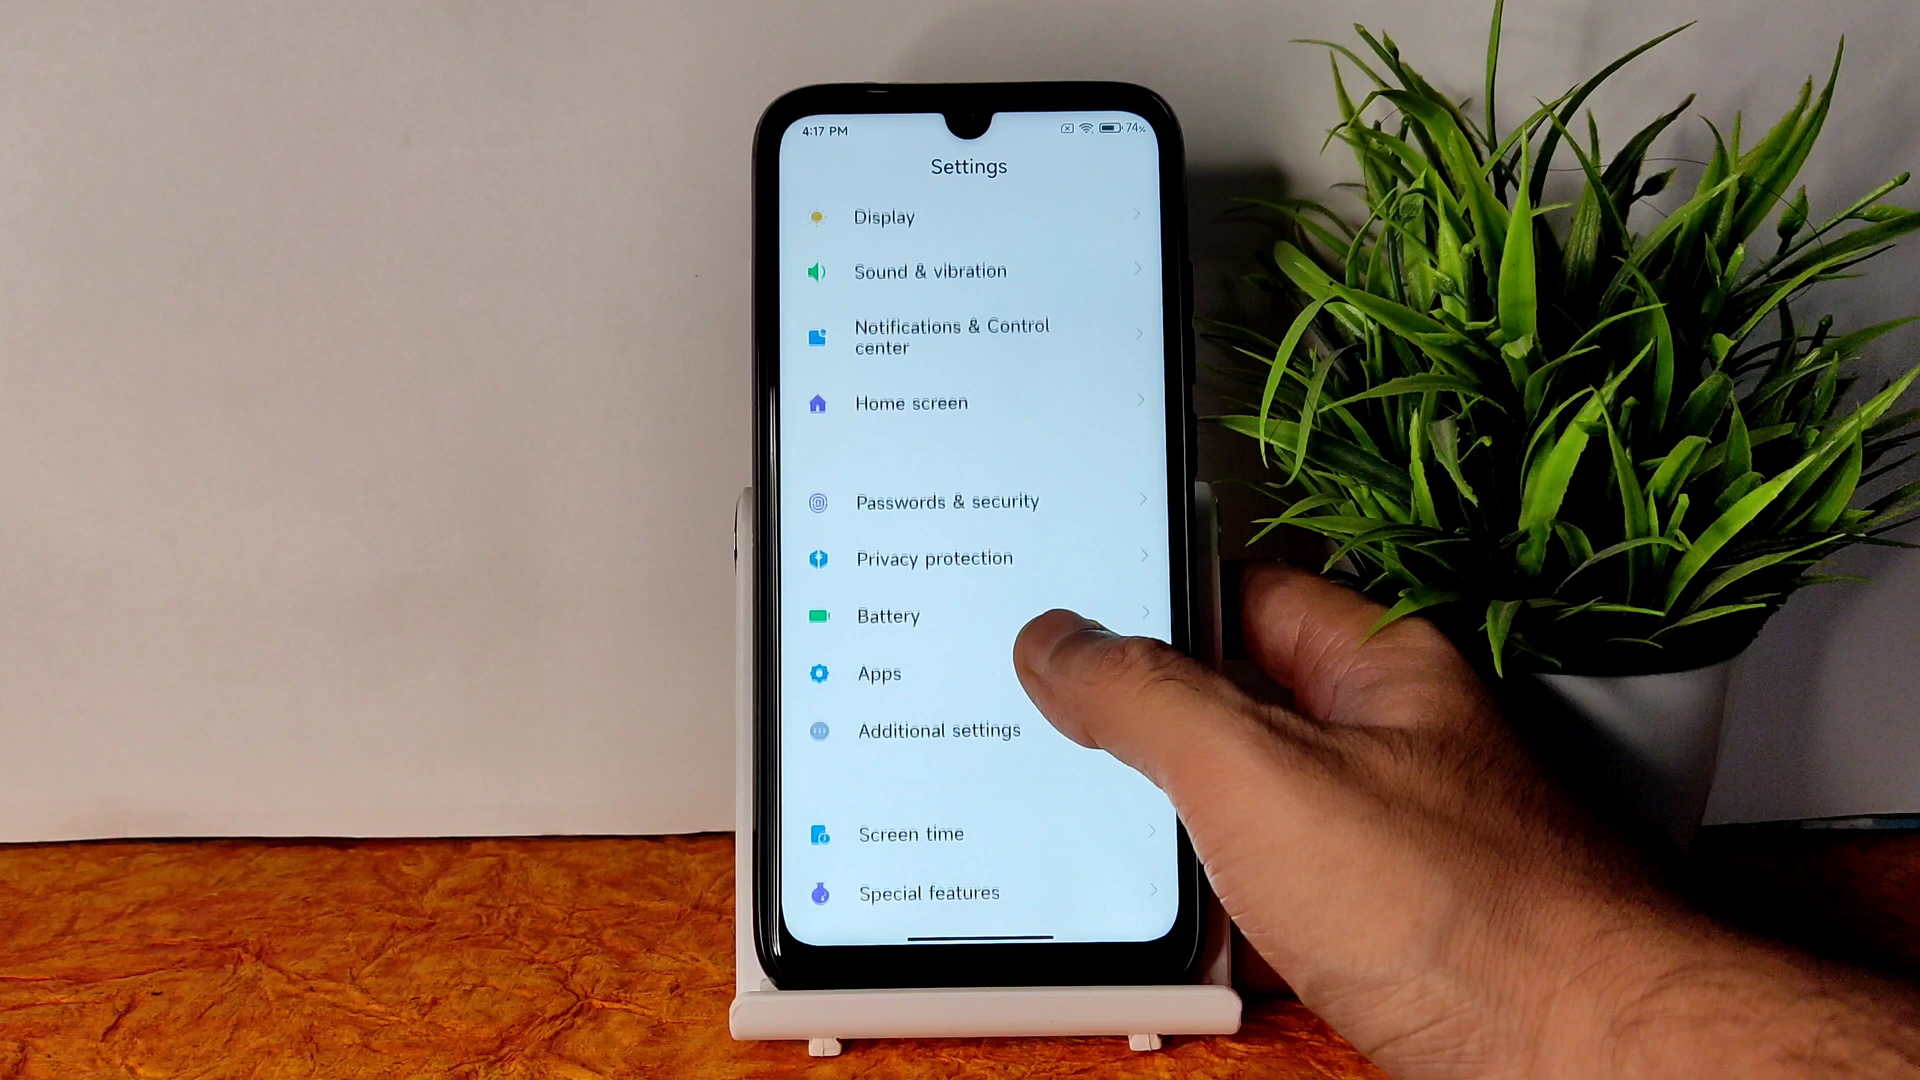 4:17 PM
74%
Settings
Display
Sound & vibration
Notifications & Control
center
Home screen
Passwords & security
Privacy protection
Battery
Apps
Additional settings
Screen time
Special features